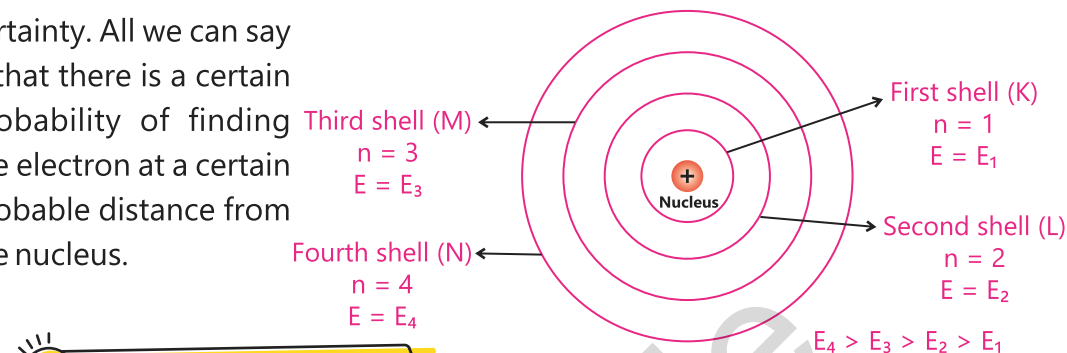 rtainty. All we can say
that there is a certain
obability of finding
e electron at a certain
obable distance from
e nucleus.
Third shell (M)
n = 3
E = E₃
Fourth shell (N)
n = 4
E = E₄
+
Nucleus
First shell (K)
n = 1
E = E₁
Second shell (L)
n = 2
E = E₂
E₄ > E₃ > E₂ > E₁